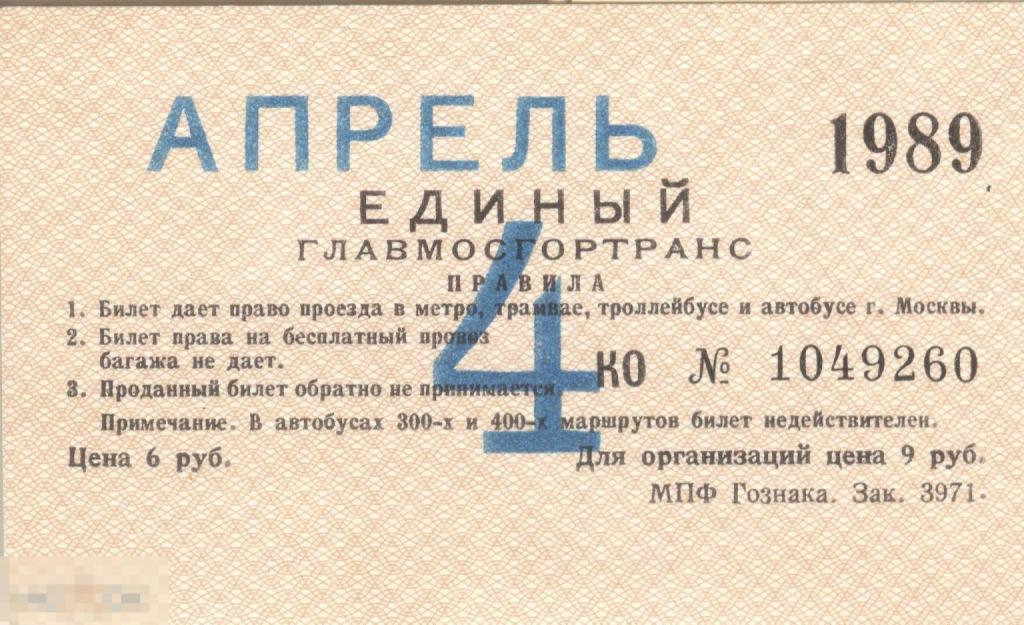 АПРЕЛЬ 1989
ЕДИНЫЙ
ГЛАВМОСГОРТРАНС
ПРАВИЛА
1. Билет дает право проезда в метро, трамвае, троллейбусе и автобусе г. Москвы.
2. Билет права на бесплатный провоз
багажа не дает.
4
КО № 1049260
3. Проданный билет обратно не принимается.
Примечание. В автобусах 300-х и 400-х маршрутов билет недействителен.
Цена 6 руб. Для организаций цена 9 руб.
МПФ Гознака. Зак. 3971.